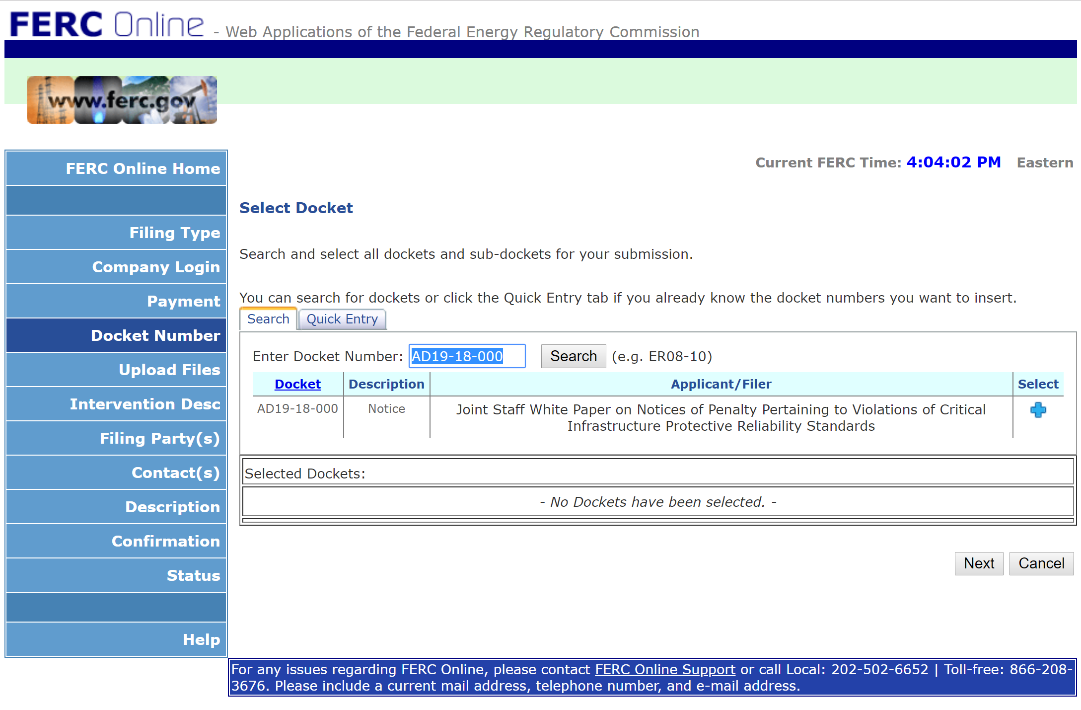 FERC Online - Web Applications of the Federal Energy Regulatory Commission
www.ferc.gov
Current FERC Time: 4:04:02 PM Eastern
FERC Online Home
Filing Type
Company Login
Payment
Docket Number
Upload Files
Intervention Desc
Filing Party(s)
Contact(s)
Description
Confirmation
Status
Help
Select Docket
Search and select all dockets and sub-dockets for your submission.
You can search for dockets or click the Quick Entry tab if you already know the docket numbers you want to insert.
Search Quick Entry
Enter Docket Number: AD19-18-000 Search (e.g. ER08-10)
Docket Description Applicant/Filer Select
AD19-18-000 Notice Joint Staff White Paper on Notices of Penalty Pertaining to Violations of Critical
Infrastructure Protective Reliability Standards
Selected Dockets:
- No Dockets have been selected. -
Next Cancel
For any issues regarding FERC Online, please contact FERC Online Support or call Local: 202-502-6652 | Toll-free: 866-208-
3676. Please include a current mail address, telephone number, and e-mail address.